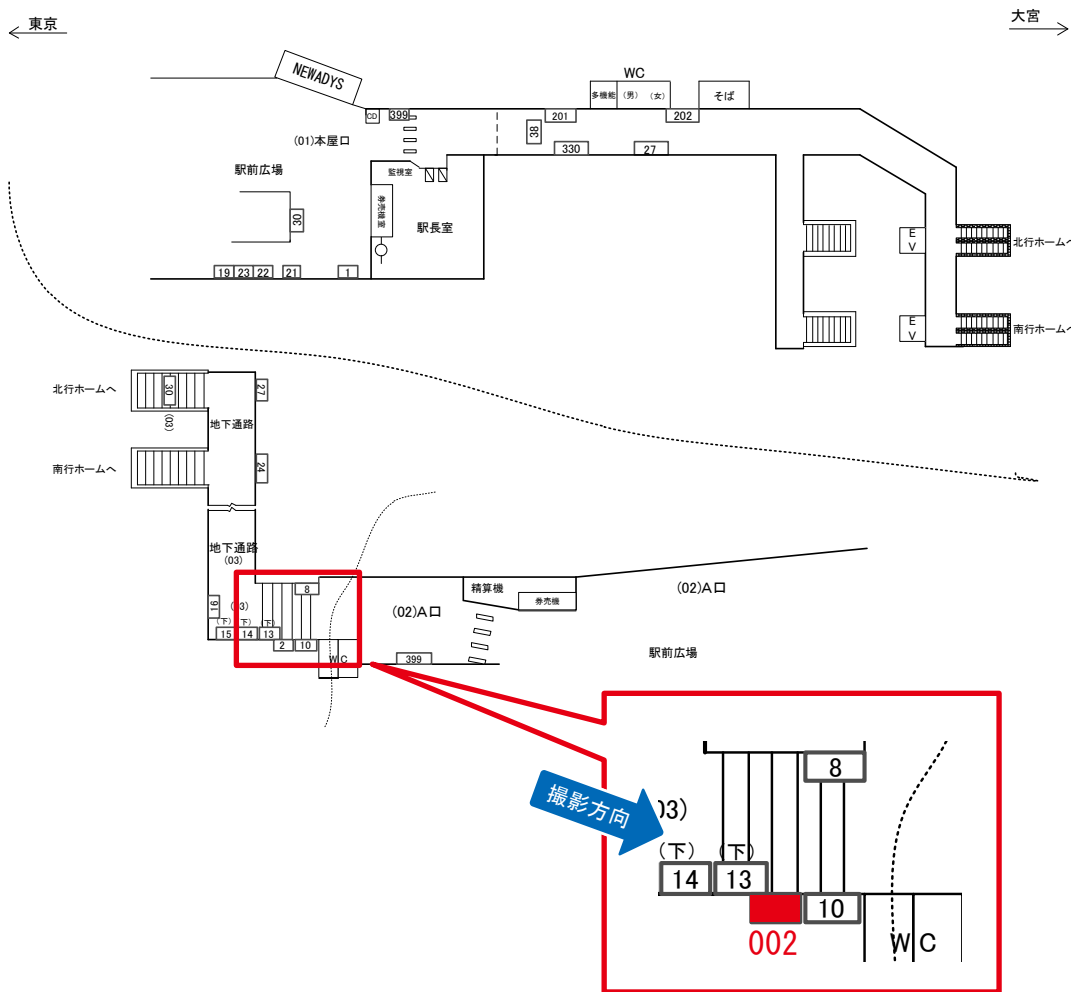 東京
大宮
NEWADYS
WC
多機能
(男)
(女)
そば
CD
399
201
202
38
(01)本屋口
330
27
監視室
駅前広場
券売機室
駅長室
30
E
V
北行ホームへ
19
23
22
21
1
E
V
南行ホームへ
北行ホームへ
30
27
(03)
地下通路
南行ホームへ
24
地下通路
(03)
8
精算機
券売機
(02)A口
(02)A口
16
(03)
(下)
(下)
(下)
15
14
13
2
10
WC
399
駅前広場
8
撮影方向
03)
(下)
(下)
14
13
10
002
WC